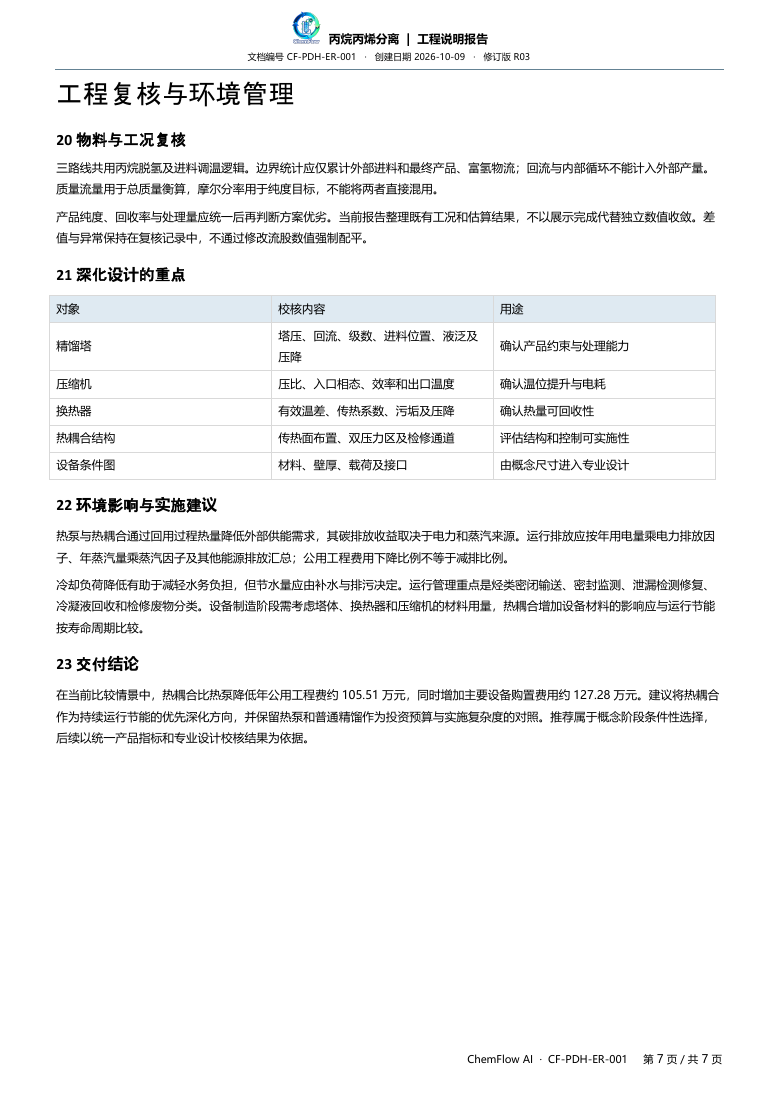 ChemFlow
丙烷丙烯分离 | 工程说明报告
文档编号 CF-PDH-ER-001 · 创建日期 2026-10-09 · 修订版 R03
工程复核与环境管理
20 物料与工况复核
三路线共用丙烷脱氢及进料调温逻辑。边界统计应仅累计外部进料和最终产品、富氢物流；回流与内部循环不能计入外部产量。
质量流量用于总质量衡算，摩尔分率用于纯度目标，不能将两者直接混用。
产品纯度、回收率与处理量应统一后再判断方案优劣。当前报告整理既有工况和估算结果，不以展示完成代替独立数值收敛。差
值与异常保持在复核记录中，不通过修改流股数值强制配平。
21 深化设计的重点
对象 校核内容 用途
精馏塔 塔压、回流、级数、进料位置、液泛及 确认产品约束与处理能力
压降
压缩机 压比、入口相态、效率和出口温度 确认温位提升与电耗
换热器 有效温差、传热系数、污垢及压降 确认热量可回收性
热耦合结构 传热面布置、双压力区及检修通道 评估结构和控制可实施性
设备条件图 材料、壁厚、载荷及接口 由概念尺寸进入专业设计
22 环境影响与实施建议
热泵与热耦合通过回用过程热量降低外部供能需求，其碳排放收益取决于电力和蒸汽来源。运行排放应按年用电量乘电力排放因
子、年蒸汽量乘蒸汽因子及其他能源排放汇总；公用工程费用下降比例不等于减排比例。
冷却负荷降低有助于减轻水务负担，但节水量应由补水与排污决定。运行管理重点是烃类密闭输送、密封监测、泄漏检测修复、
冷凝液回收和检修废物分类。设备制造阶段需考虑塔体、换热器和压缩机的材料用量，热耦合增加设备材料的影响应与运行节能
按寿命周期比较。
23 交付结论
在当前比较情景中，热耦合比热泵降低年公用工程费约 105.51 万元，同时增加主要设备购置费用约 127.28 万元。建议将热耦合
作为持续运行节能的优先深化方向，并保留热泵和普通精馏作为投资预算与实施复杂度的对照。推荐属于概念阶段条件性选择，
后续以统一产品指标和专业设计校核结果为依据。
ChemFlow AI · CF-PDH-ER-001 第 7 页 / 共 7 页